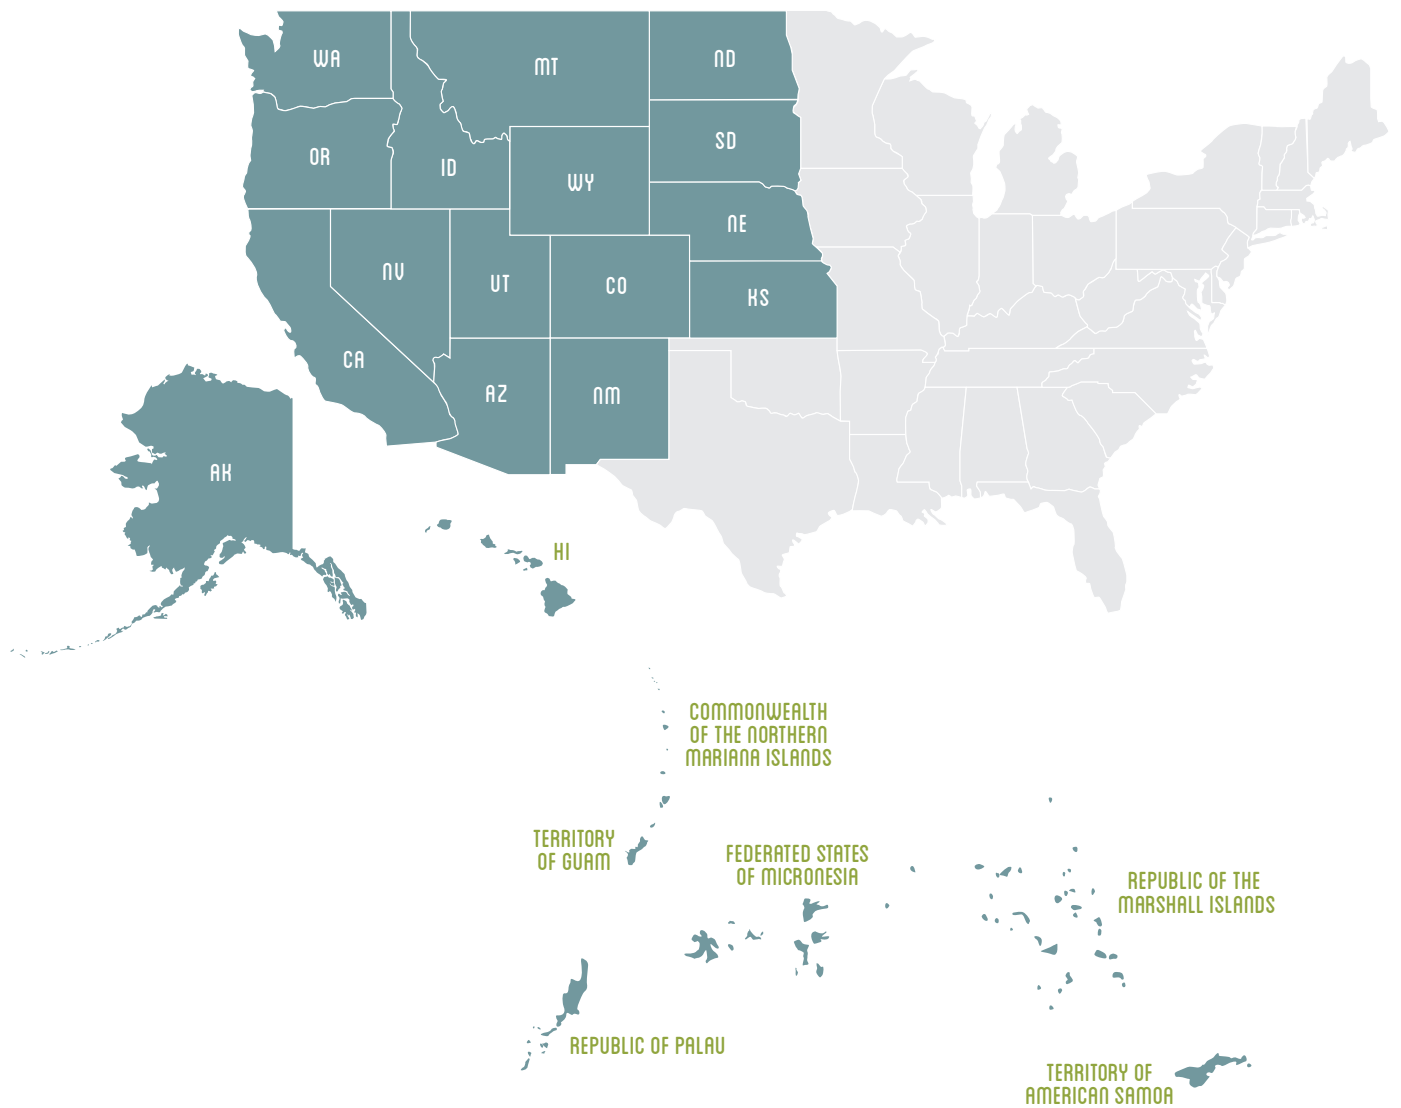 WA
MT
ND
OR
ID
WY
SD
NE
NV
UT
CO
KS
CA
AZ
NM
AK
HI
COMMONWEALTH
OF THE NORTHERN
MARIANA ISLANDS
TERRITORY
OF GUAM
FEDERATED STATES
OF MICRONESIA
REPUBLIC OF THE
MARSHALL ISLANDS
REPUBLIC OF PALAU
TERRITORY OF
AMERICAN SAMOA